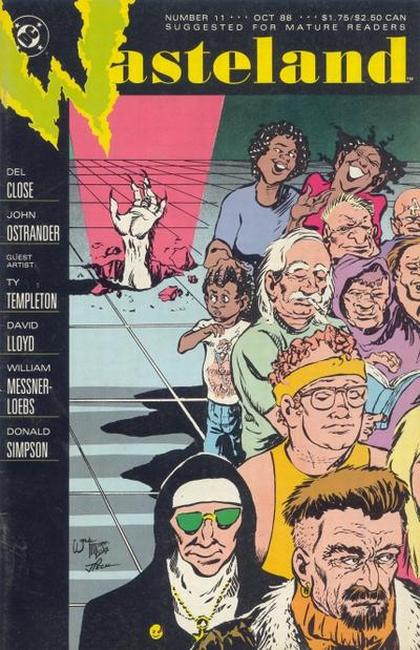 NUMBER 11 • • • OCT 88 • • • $1.75/$2.50 CAN
SUGGESTED FOR MATURE READERS
DC
Wasteland™
DEL
CLOSE
JOHN
OSTRANDER
GUEST
ARTIST:
TY
TEMPLETON
DAVID
LLOYD
WILLIAM
MESSNER-
LOEBS
DONALD
SIMPSON